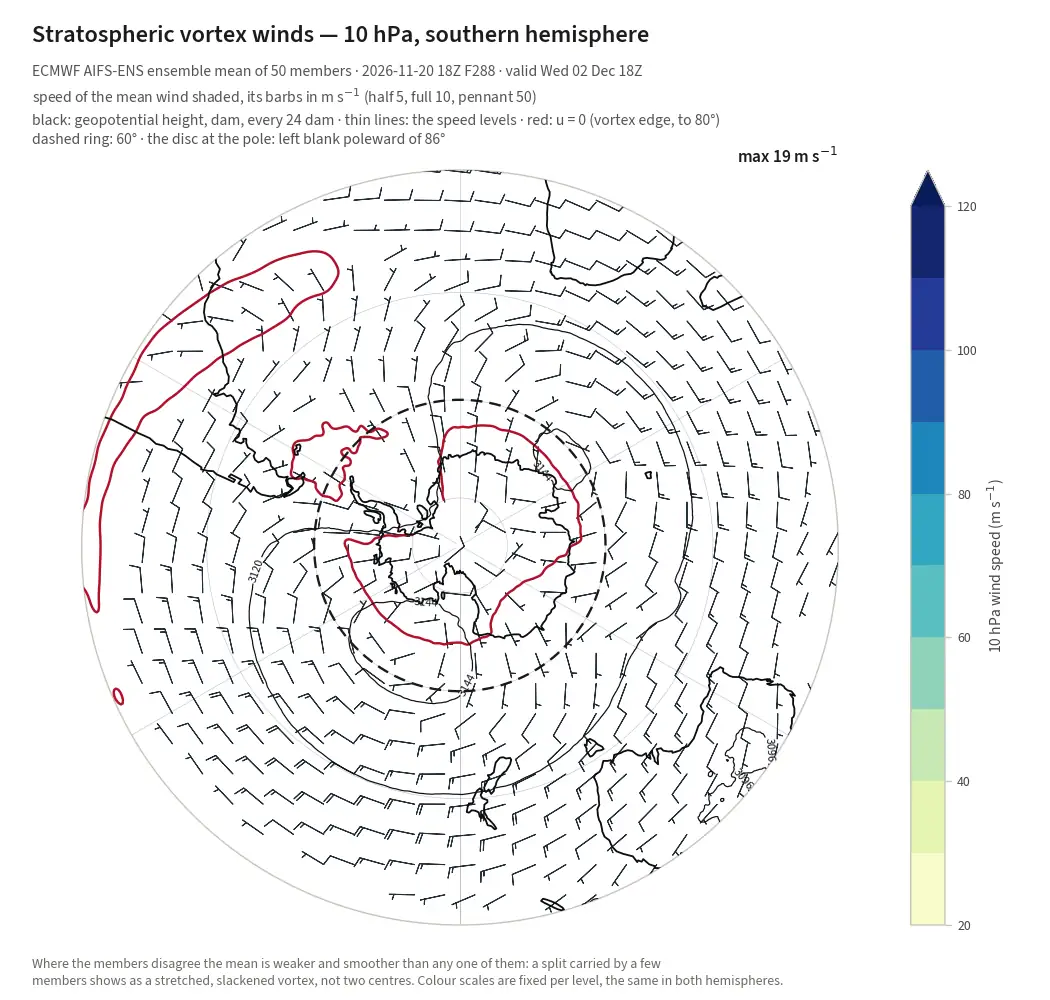 Stratospheric vortex winds — 10 hPa, southern hemisphere
ECMWF AIFS-ENS ensemble mean of 50 members · 2026-11-20 18Z F288 · valid Wed 02 Dec 18Z
speed of the mean wind shaded, its barbs in m s⁻¹ (half 5, full 10, pennant 50)
black: geopotential height, dam, every 24 dam · thin lines: the speed levels · red: u = 0 (vortex edge, to 80°)
dashed ring: 60° · the disc at the pole: left blank poleward of 86°
max 19 m s⁻¹
120
100
80
60
40
20
10 hPa wind speed (m s⁻¹)
3120
3144
3144
3096
3096
Where the members disagree the mean is weaker and smoother than any one of them: a split carried by a few
members shows as a stretched, slackened vortex, not two centres. Colour scales are fixed per level, the same in both hemispheres.